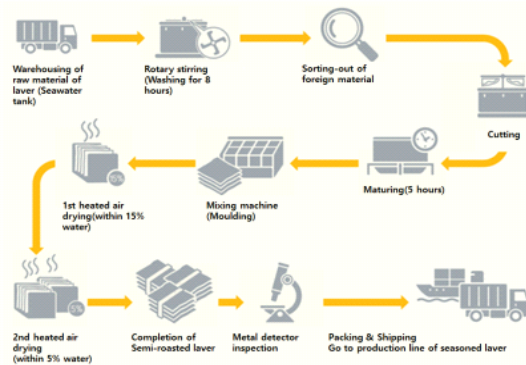 Warehousing of
raw material of
laver (Seawater
tank)
Rotary stirring
(Washing for 8
hours)
Sorting-out of
foreign material
Cutting
Maturing(5 hours)
Mixing machine
(Moulding)
15%
1st heated air
drying(within 15%
water)
5%
2nd heated air
drying
(within 5% water)
Completion of
Semi-roasted laver
Metal detector
inspection
Packing & Shipping
Go to production line of seasoned laver